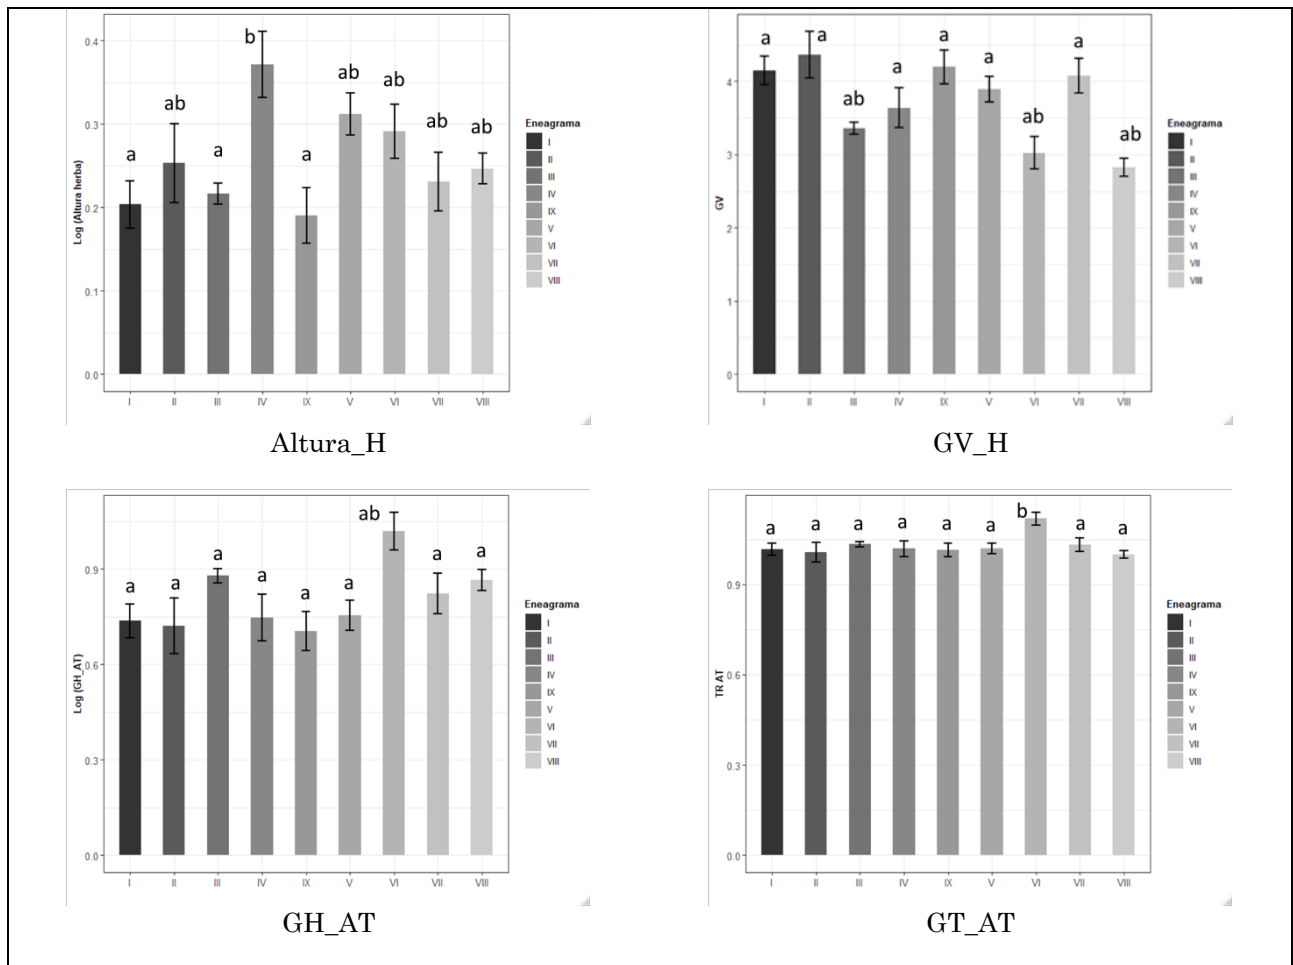 b
0.4
ab
ab
ab
ab
ab
a
a
a
0.3
0.2
0.1
0.0
Log (Altura herba)
I II III IV IX V VI VII VIII
Eneagrama
I
II
III
IV
IX
V
VI
VII
VIII
Altura_H
a
a
ab
a
a
a
ab
a
ab
4
3
2
1
0
GV
I II III IV IX V VI VII VIII
Eneagrama
I
II
III
IV
IX
V
VI
VII
VIII
GV_H
a
a
a
a
a
a
ab
a
a
0.9
0.6
0.3
0.0
Log (GH_AT)
I II III IV IX V VI VII VIII
Eneagrama
I
II
III
IV
IX
V
VI
VII
VIII
GH_AT
a
a
a
a
a
a
b
a
a
0.9
0.6
0.3
0.0
TR AT
I II III IV IX V VI VII VIII
Eneagrama
I
II
III
IV
IX
V
VI
VII
VIII
GT_AT